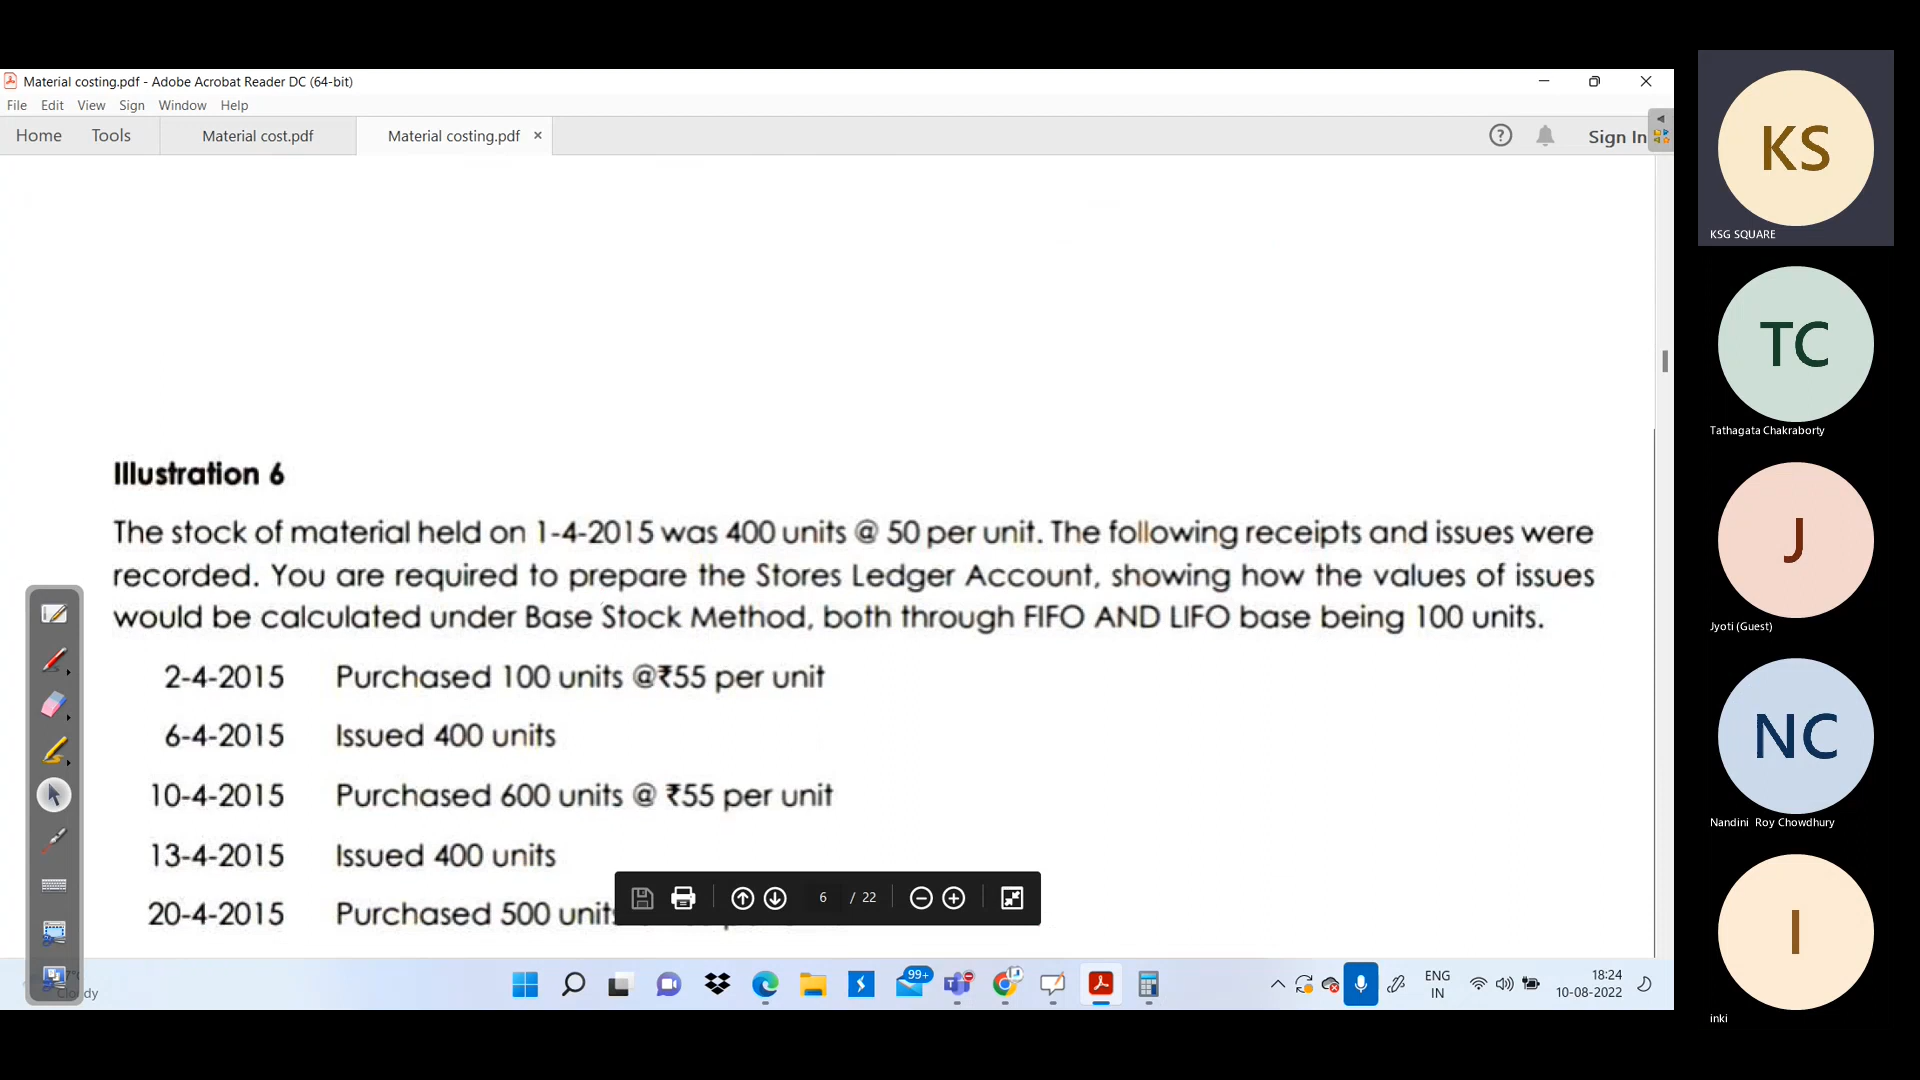 Material costing.pdf - Adobe Acrobat Reader DC (64-bit)
File Edit View Sign Window Help
Home Tools Material cost.pdf Material costing.pdf × Sign In
Illustration 6
The stock of material held on 1-4-2015 was 400 units @ 50 per unit. The following receipts and issues were
recorded. You are required to prepare the Stores Ledger Account, showing how the values of issues
would be calculated under Base Stock Method, both through FIFO AND LIFO base being 100 units.
2-4-2015 Purchased 100 units @₹55 per unit
6-4-2015 Issued 400 units
10-4-2015 Purchased 600 units @ ₹55 per unit
13-4-2015 Issued 400 units
20-4-2015 Purchased 500 units
6 / 22
99+
ENG
IN
18:24
10-08-2022
KS
KSG SQUARE
TC
Tathagata Chakraborty
J
Jyoti (Guest)
NC
Nandini Roy Chowdhury
I
inki